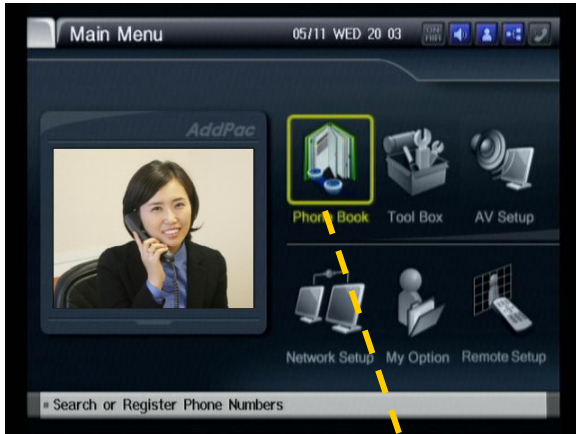 Main Menu
05/11 WED 20 03
AddPac
Phone Book
Tool Box
AV Setup
Network Setup
My Option
Remote Setup
Search or Register Phone Numbers